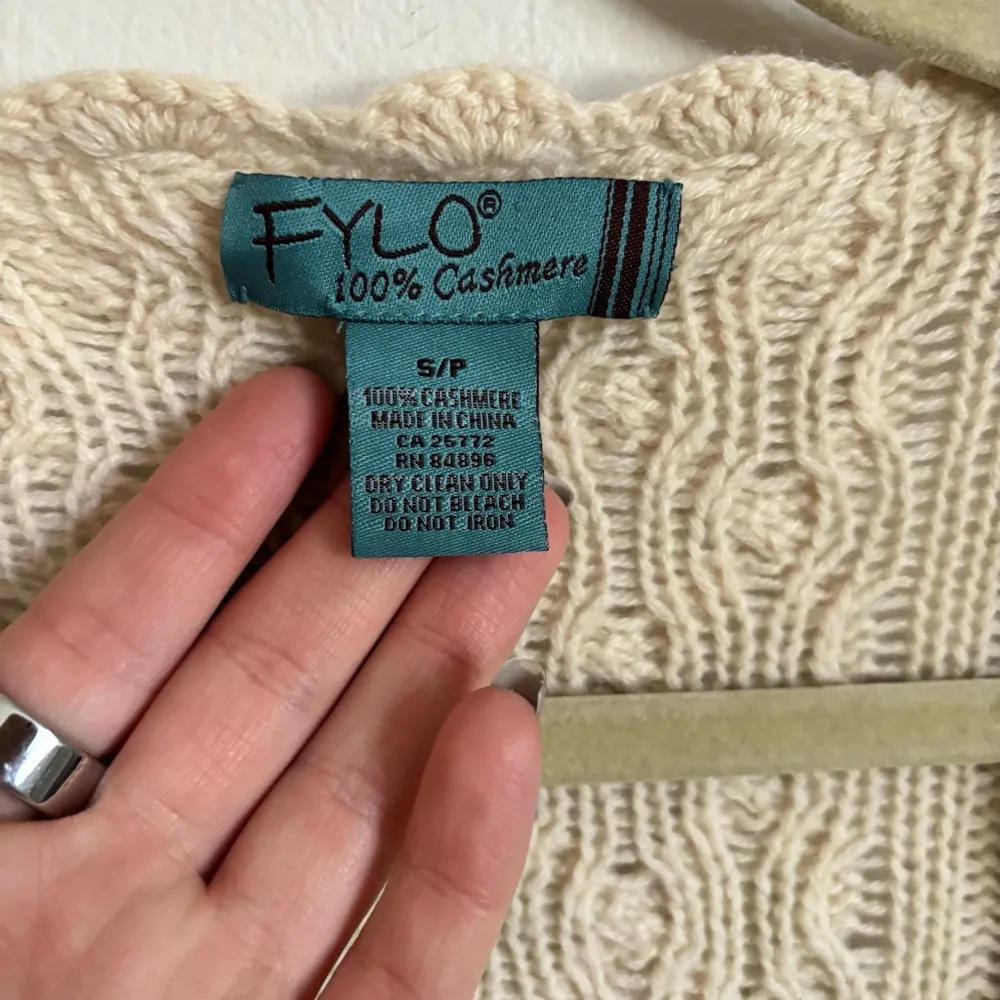 FYLO®
100% Cashmere
S/P
100% CASHMERE
MADE IN CHINA
CA 25772
RN 84896
DRY CLEAN ONLY
DO NOT BLEACH
DO NOT IRON